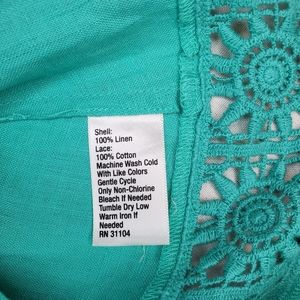 Shell:
100% Linen
Lace:
100% Cotton
Machine Wash Cold
With Like Colors
Gentle Cycle
Only Non-Chlorine
Bleach If Needed
Tumble Dry Low
Warm Iron If
Needed
RN 31104